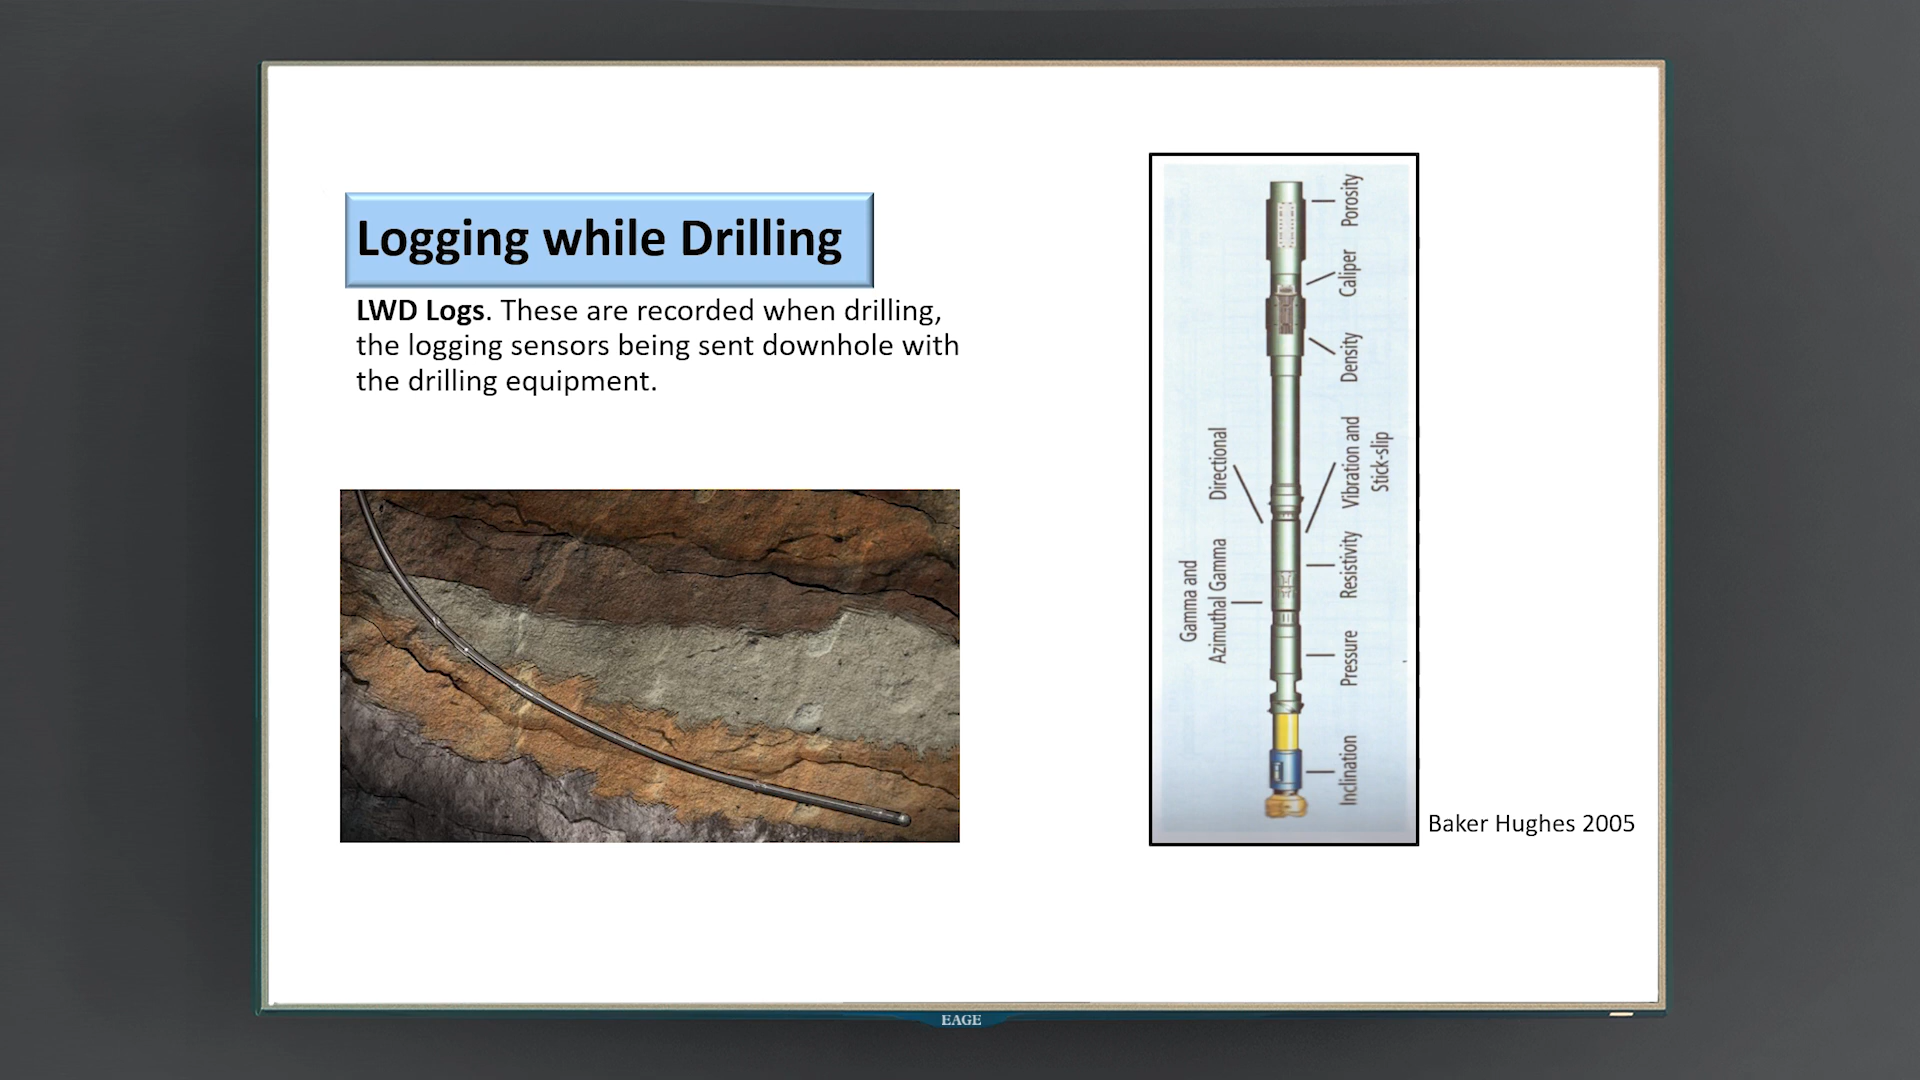 Logging while Drilling
LWD Logs. These are recorded when drilling,
the logging sensors being sent downhole with
the drilling equipment.
Porosity
Caliper
Density
Directional
Vibration and
Stick-slip
Gamma and
Azimuthal Gamma
Resistivity
Pressure
Inclination
Baker Hughes 2005
EAGE